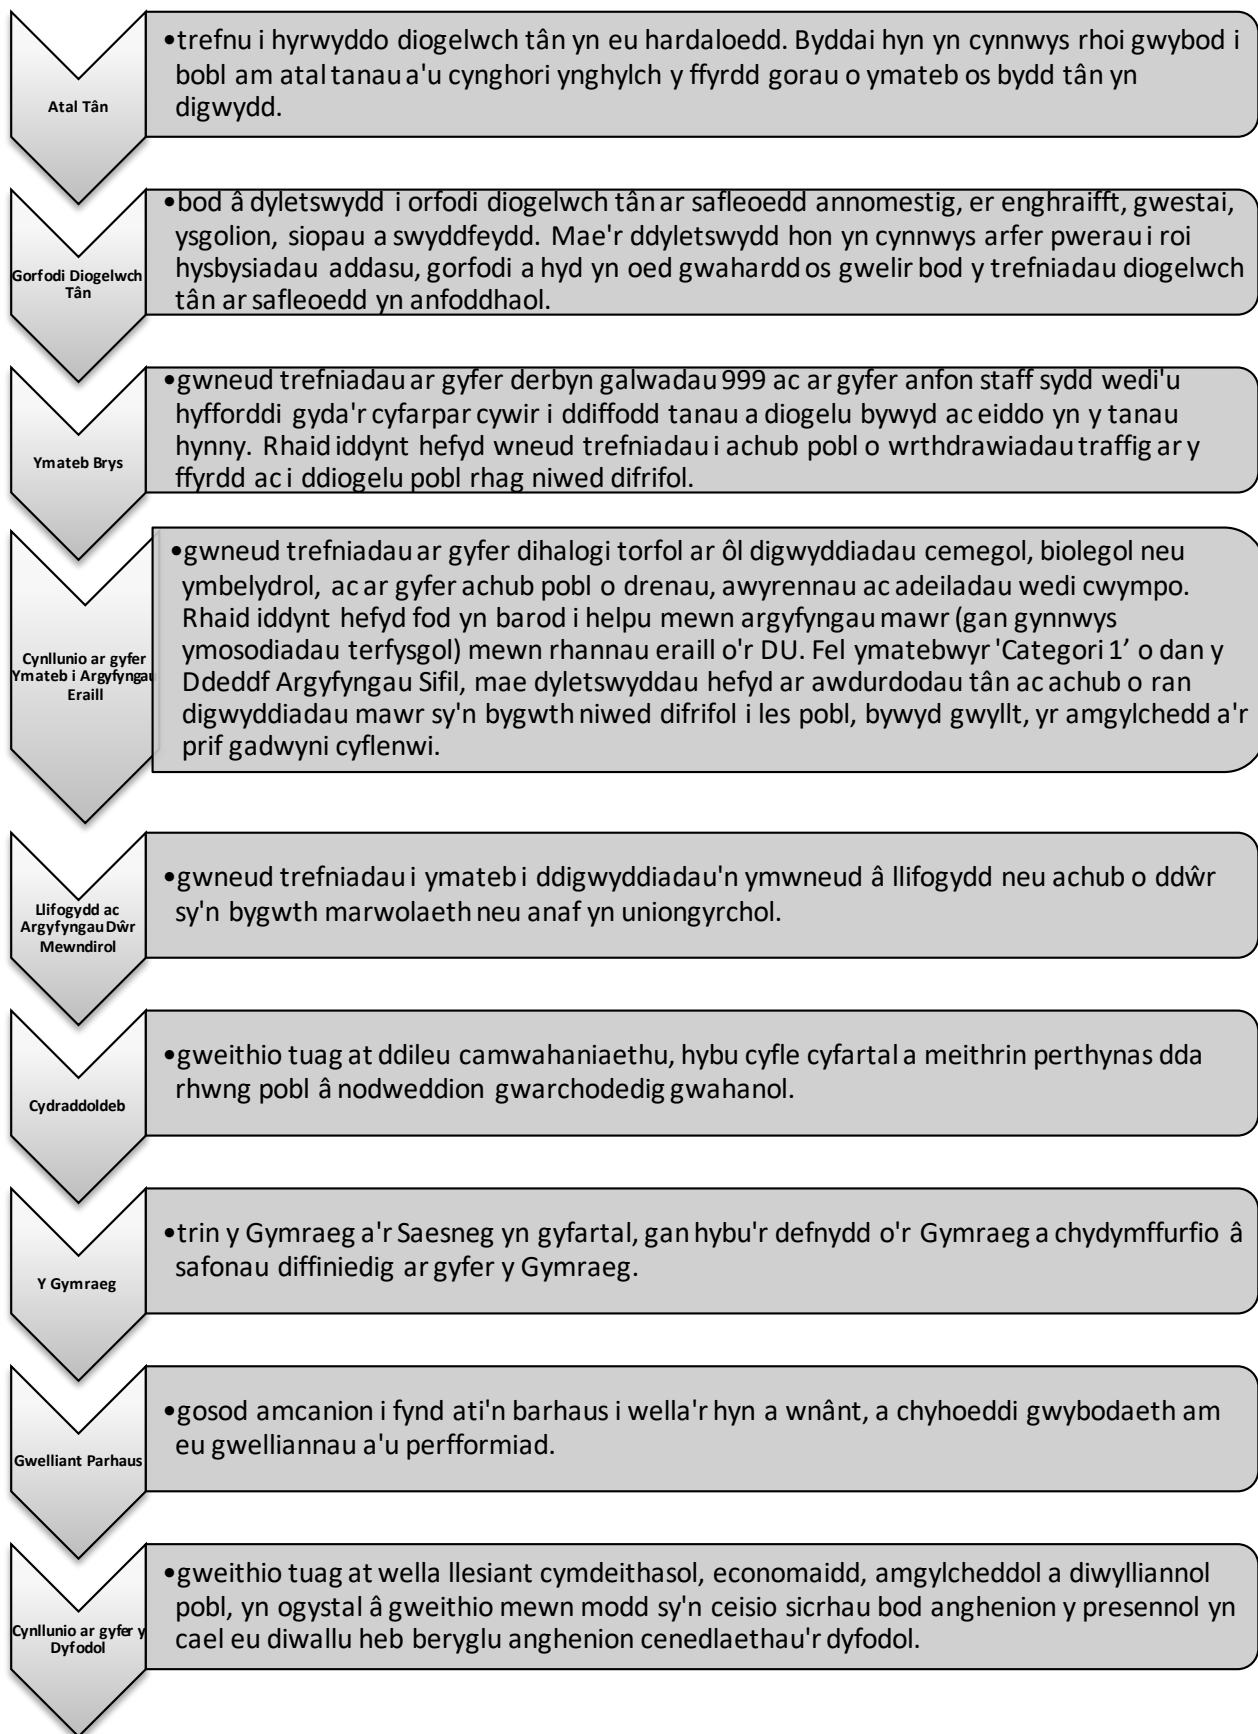 Atal Tân
•trefnu i hyrwyddo diogelwch tân yn eu hardaloedd. Byddai hyn yn cynnwys rhoi gwybod i
bobl am atal tanau a'u cynghori ynghylch y ffyrdd gorau o ymateb os bydd tân yn
digwydd.
Gorfodi Diogelwch
Tân
•bod â dyletswydd i orfodi diogelwch tân ar safleoedd annomestig, er enghraifft, gwestai,
ysgolion, siopau a swyddfeydd. Mae'r ddyletswydd hon yn cynnwys arfer pwerau i roi
hysbysiadau addasu, gorfodi a hyd yn oed gwahardd os gwelir bod y trefniadau diogelwch
tân ar safleoedd yn anfoddhaol.
Ymateb Brys
•gwneud trefniadau ar gyfer derbyn galwadau 999 ac ar gyfer anfon staff sydd wedi'u
hyfforddi gyda'r cyfarpar cywir i ddiffodd tanau a diogelu bywyd ac eiddo yn y tanau
hynny. Rhaid iddynt hefyd wneud trefniadau i achub pobl o wrthdrawiadau traffig ar y
ffyrdd ac i ddiogelu pobl rhag niwed difrifol.
Cynllunio ar gyfer
Ymateb i Argyfyngau
Eraill
•gwneud trefniadau ar gyfer dihalogi torfol ar ôl digwyddiadau cemegol, biolegol neu
ymbelydrol, ac ar gyfer achub pobl o drenau, awyrennau ac adeiladau wedi cwympo.
Rhaid iddynt hefyd fod yn barod i helpu mewn argyfyngau mawr (gan gynnwys
ymosodiadau terfysgol) mewn rhannau eraill o'r DU. Fel ymatebwyr 'Categori 1’ o dan y
Ddeddf Argyfyngau Sifil, mae dyletswyddau hefyd ar awdurdodau tân ac achub o ran
digwyddiadau mawr sy'n bygwth niwed difrifol i les pobl, bywyd gwyllt, yr amgylchedd a'r
prif gadwyni cyflenwi.
Llifogydd ac
Argyfyngau Dŵr
Mewndirol
•gwneud trefniadau i ymateb i ddigwyddiadau'n ymwneud â llifogydd neu achub o ddŵr
sy'n bygwth marwolaeth neu anaf yn uniongyrchol.
Cydraddoldeb
•gweithio tuag at ddileu camwahaniaethu, hybu cyfle cyfartal a meithrin perthynas dda
rhwng pobl â nodweddion gwarchodedig gwahanol.
Y Gymraeg
•trin y Gymraeg a'r Saesneg yn gyfartal, gan hybu'r defnydd o'r Gymraeg a chydymffurfio â
safonau diffiniedig ar gyfer y Gymraeg.
Gwelliant Parhaus
•gosod amcanion i fynd ati'n barhaus i wella'r hyn a wnânt, a chyhoeddi gwybodaeth am
eu gwelliannau a'u perfformiad.
Cynllunio ar gyfer y
Dyfodol
•gweithio tuag at wella llesiant cymdeithasol, economaidd, amgylcheddol a diwylliannol
pobl, yn ogystal â gweithio mewn modd sy'n ceisio sicrhau bod anghenion y presennol yn
cael eu diwallu heb beryglu anghenion cenedlaethau'r dyfodol.